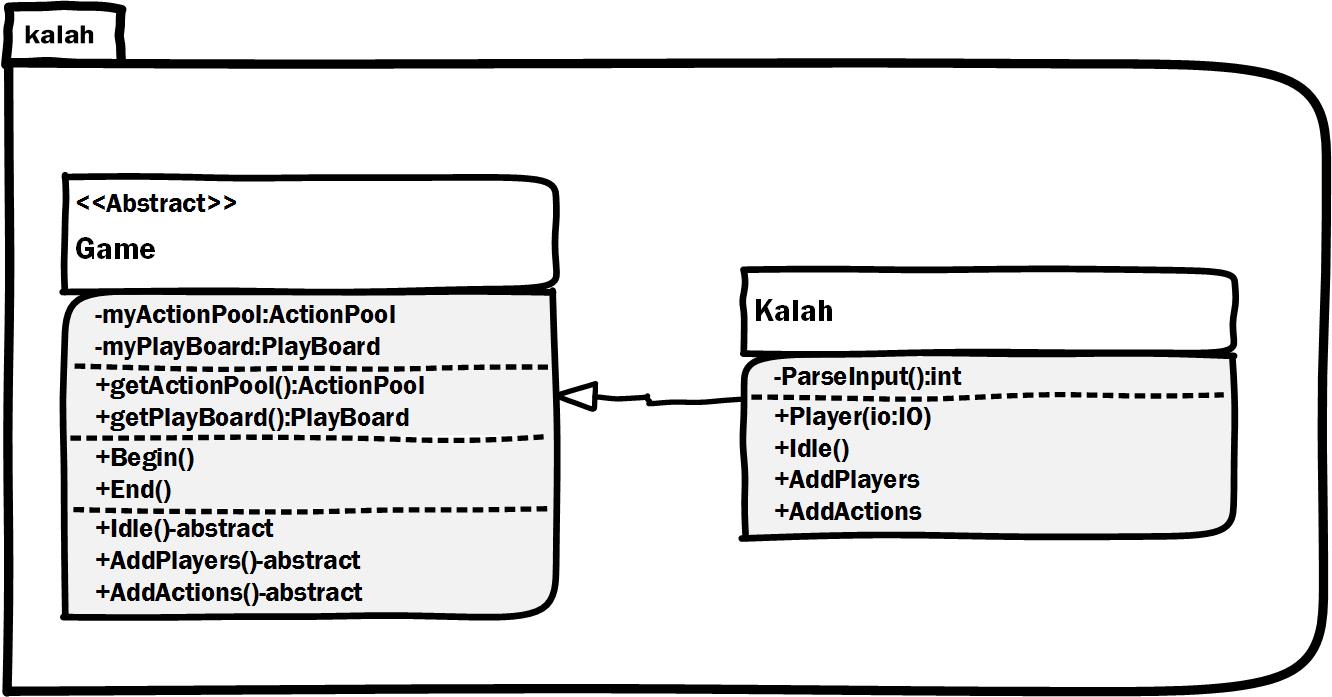 kalah
<<Abstract>>
Game
-myActionPool:ActionPool
-myPlayBoard:PlayBoard
+getActionPool():ActionPool
+getPlayBoard():PlayBoard
+Begin()
+End()
+Idle()-abstract
+AddPlayers()-abstract
+AddActions()-abstract
Kalah
-ParseInput():int
+Player(io:IO)
+Idle()
+AddPlayers
+AddActions